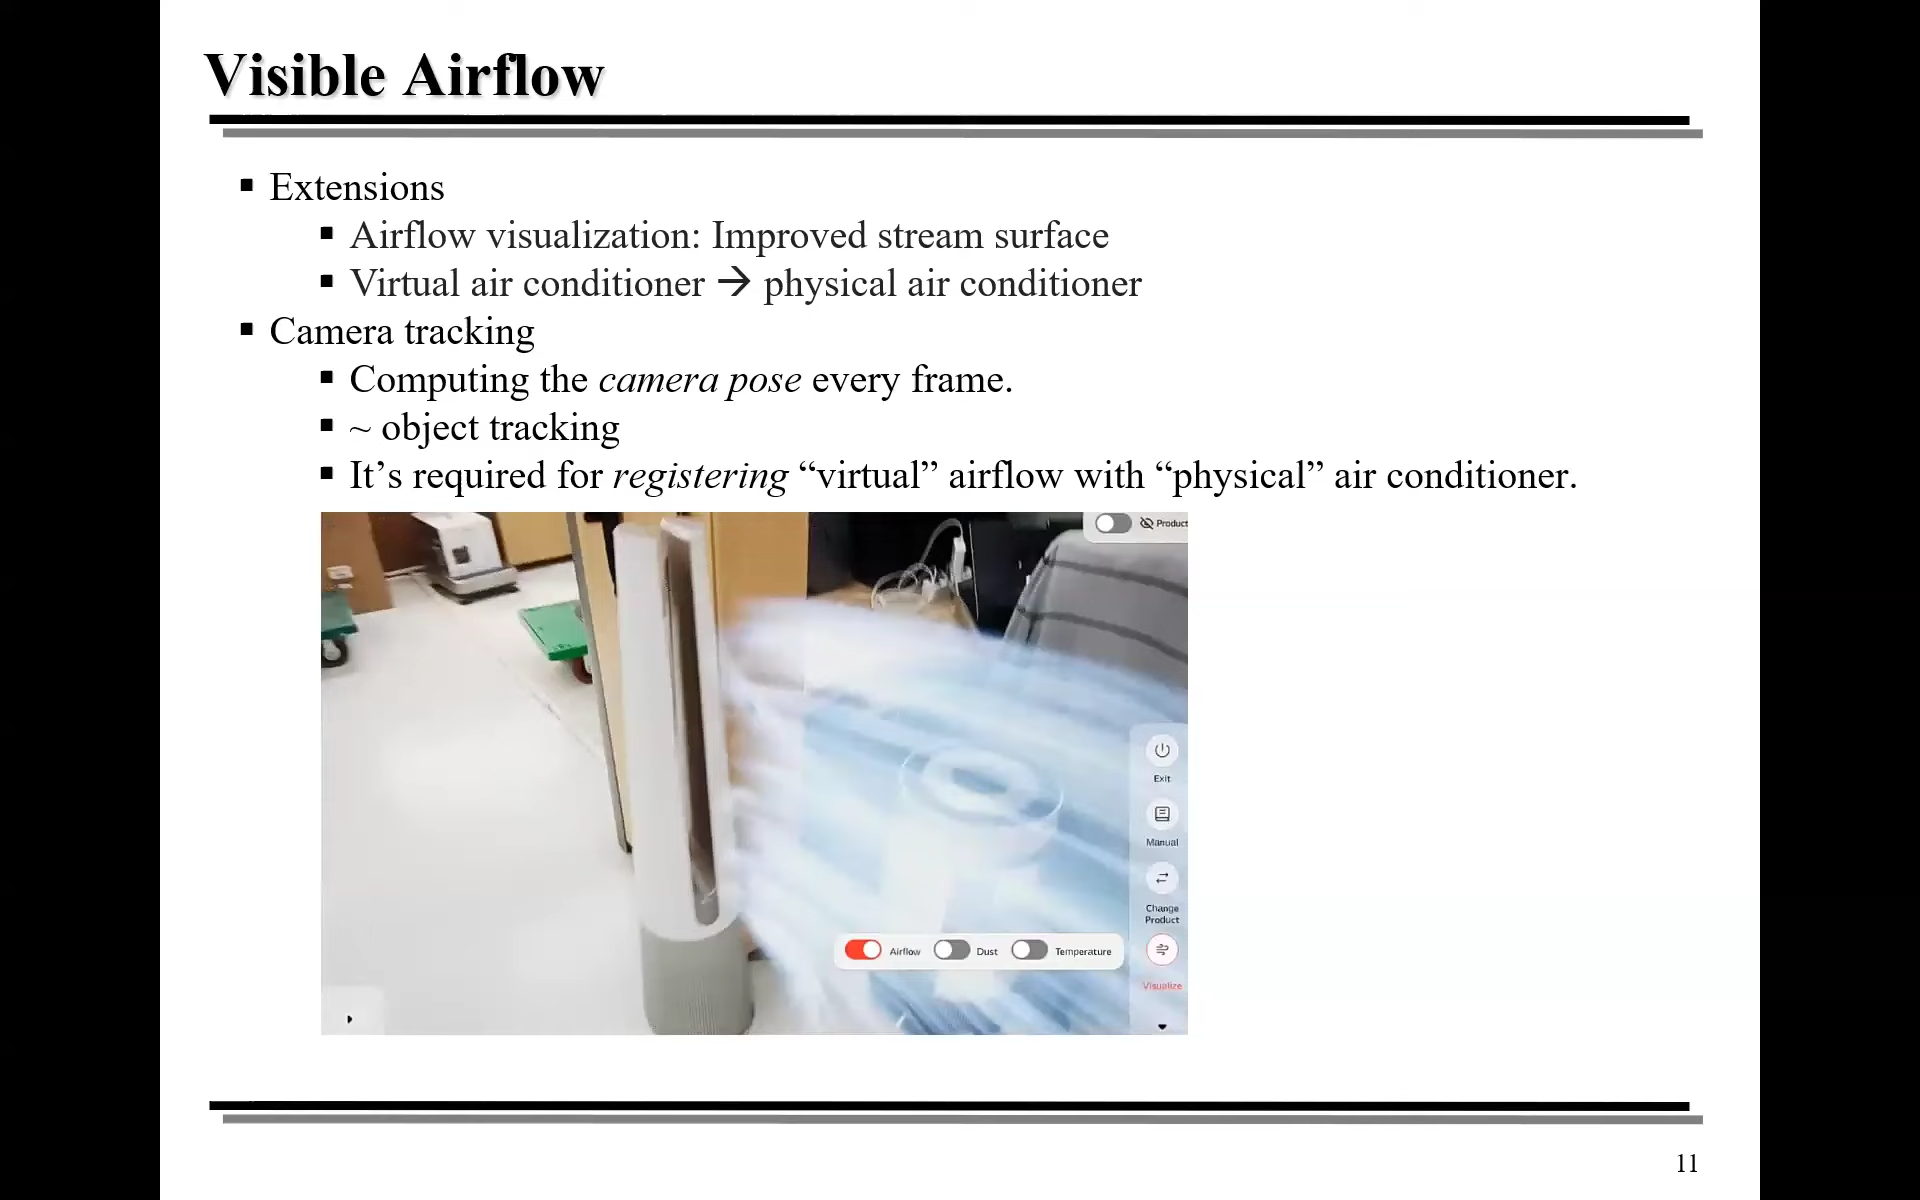 Visible Airflow
▪ Extensions
▪ Airflow visualization: Improved stream surface
▪ Virtual air conditioner → physical air conditioner
▪ Camera tracking
▪ Computing the camera pose every frame.
▪ ~ object tracking
▪ It’s required for registering “virtual” airflow with “physical” air conditioner.
Product
Exit
Manual
Change
Product
Airflow Dust Temperature
Visualize
11